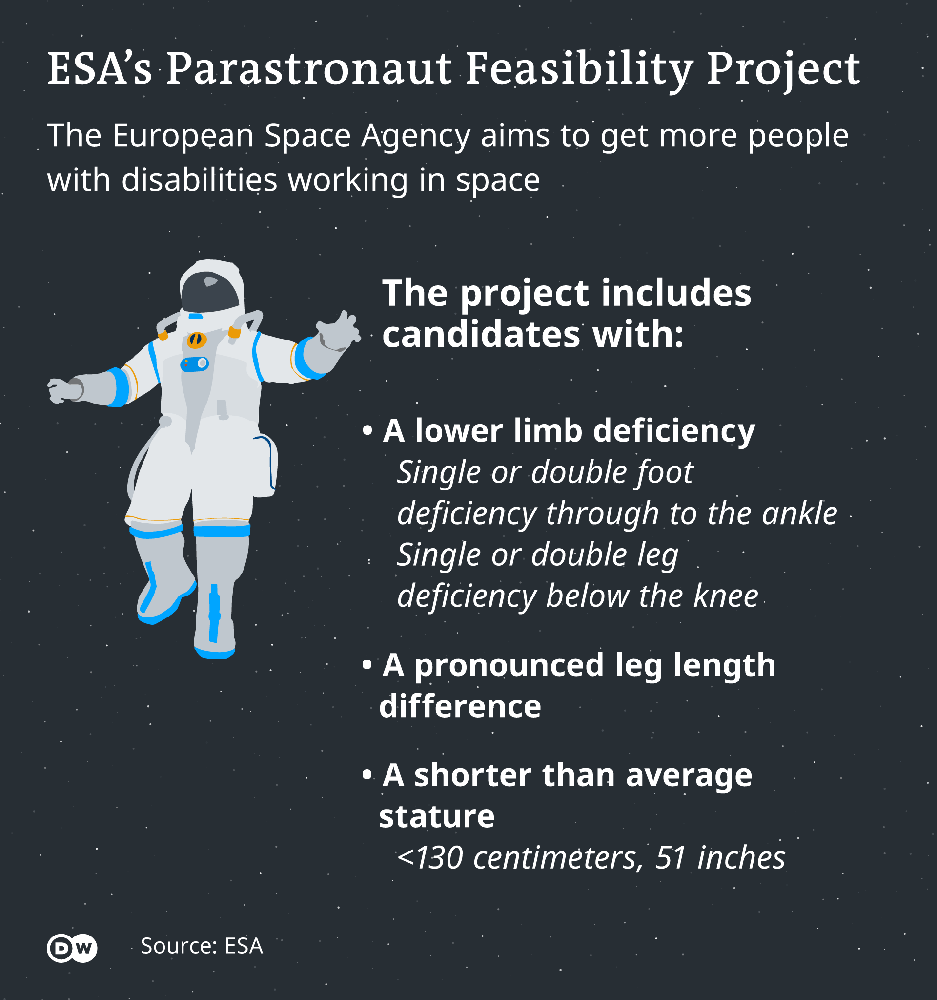 ESA’s Parastronaut Feasibility Project
The European Space Agency aims to get more people
with disabilities working in space
The project includes
candidates with:
• A lower limb deficiency
Single or double foot
deficiency through to the ankle
Single or double leg
deficiency below the knee
• A pronounced leg length
difference
• A shorter than average
stature
<130 centimeters, 51 inches
DW
Source: ESA